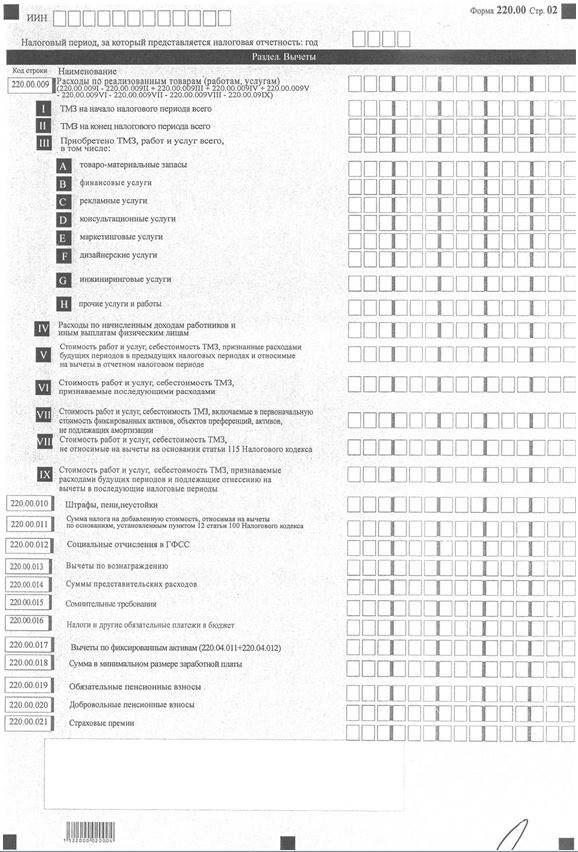 ИИН
Форма 220.00 Стр. 02
Налоговый период, за который представляется налоговая отчетность: год
Раздел. Вычеты
Код строки Наименование
220.00.009 Расходы по реализованным товарам (работам, услугам)
(220.00.009I - 220.00.009II + 220.00.009III + 220.00.009IV + 220.00.009V
- 220.00.009VI - 220.00.009VII - 220.00.009VIII - 220.00.09IX)
I ТМЗ на начало налогового периода всего
II ТМЗ на конец налогового периода всего
III Приобретено ТМЗ, работ и услуг всего,
в том числе:
A товаро-материальные запасы
B финансовые услуги
C рекламные услуги
D консультационные услуги
E маркетинговые услуги
F дизайнерские услуги
G инжиниринговые услуги
H прочие услуги и работы
IV Расходы по начисленным доходам работников и
иным выплатам физическим лицам
V Стоимость работ и услуг, себестоимость ТМЗ, признанные расходами
будущих периодов в предыдущих налоговых периодах и относимые
на вычеты в отчетном налоговом периоде
VI Стоимость работ и услуг, себестоимость ТМЗ,
признаваемые последующими расходами
VII Стоимость работ и услуг, себестоимость ТМЗ, включаемые в первоначальную
стоимость фиксированных активов, объектов преференций, активов,
не подлежащих амортизации
VIII Стоимость работ и услуг, себестоимость ТМЗ,
не относимые на вычеты на основании статьи 115 Налогового кодекса
IX Стоимость работ и услуг, себестоимость ТМЗ, признаваемые
расходами будущих периодов и подлежащие отнесению на
вычеты в последующие налоговые периоды
220.00.010 Штрафы, пени,неустойки
220.00.011 Сумма налога на добавленную стоимость, относимая на вычеты
по основаниям, установленным пунктом 12 статьи 100 Налогового кодекса
220.00.012 Социальные отчисления в ГФСС
220.00.013 Вычеты по вознаграждению
220.00.014 Суммы представительских расходов
220.00.015 Сомнительные требования
220.00.016 Налоги и другие обязательные платежи в бюджет
220.00.017 Вычеты по фиксированным активам (220.04.011+220.04.012)
220.00.018 Сумма в минимальном размере заработной платы
220.00.019 Обязательные пенсионные взносы
220.00.020 Добровольные пенсионные взносы
220.00.021 Страховые премии